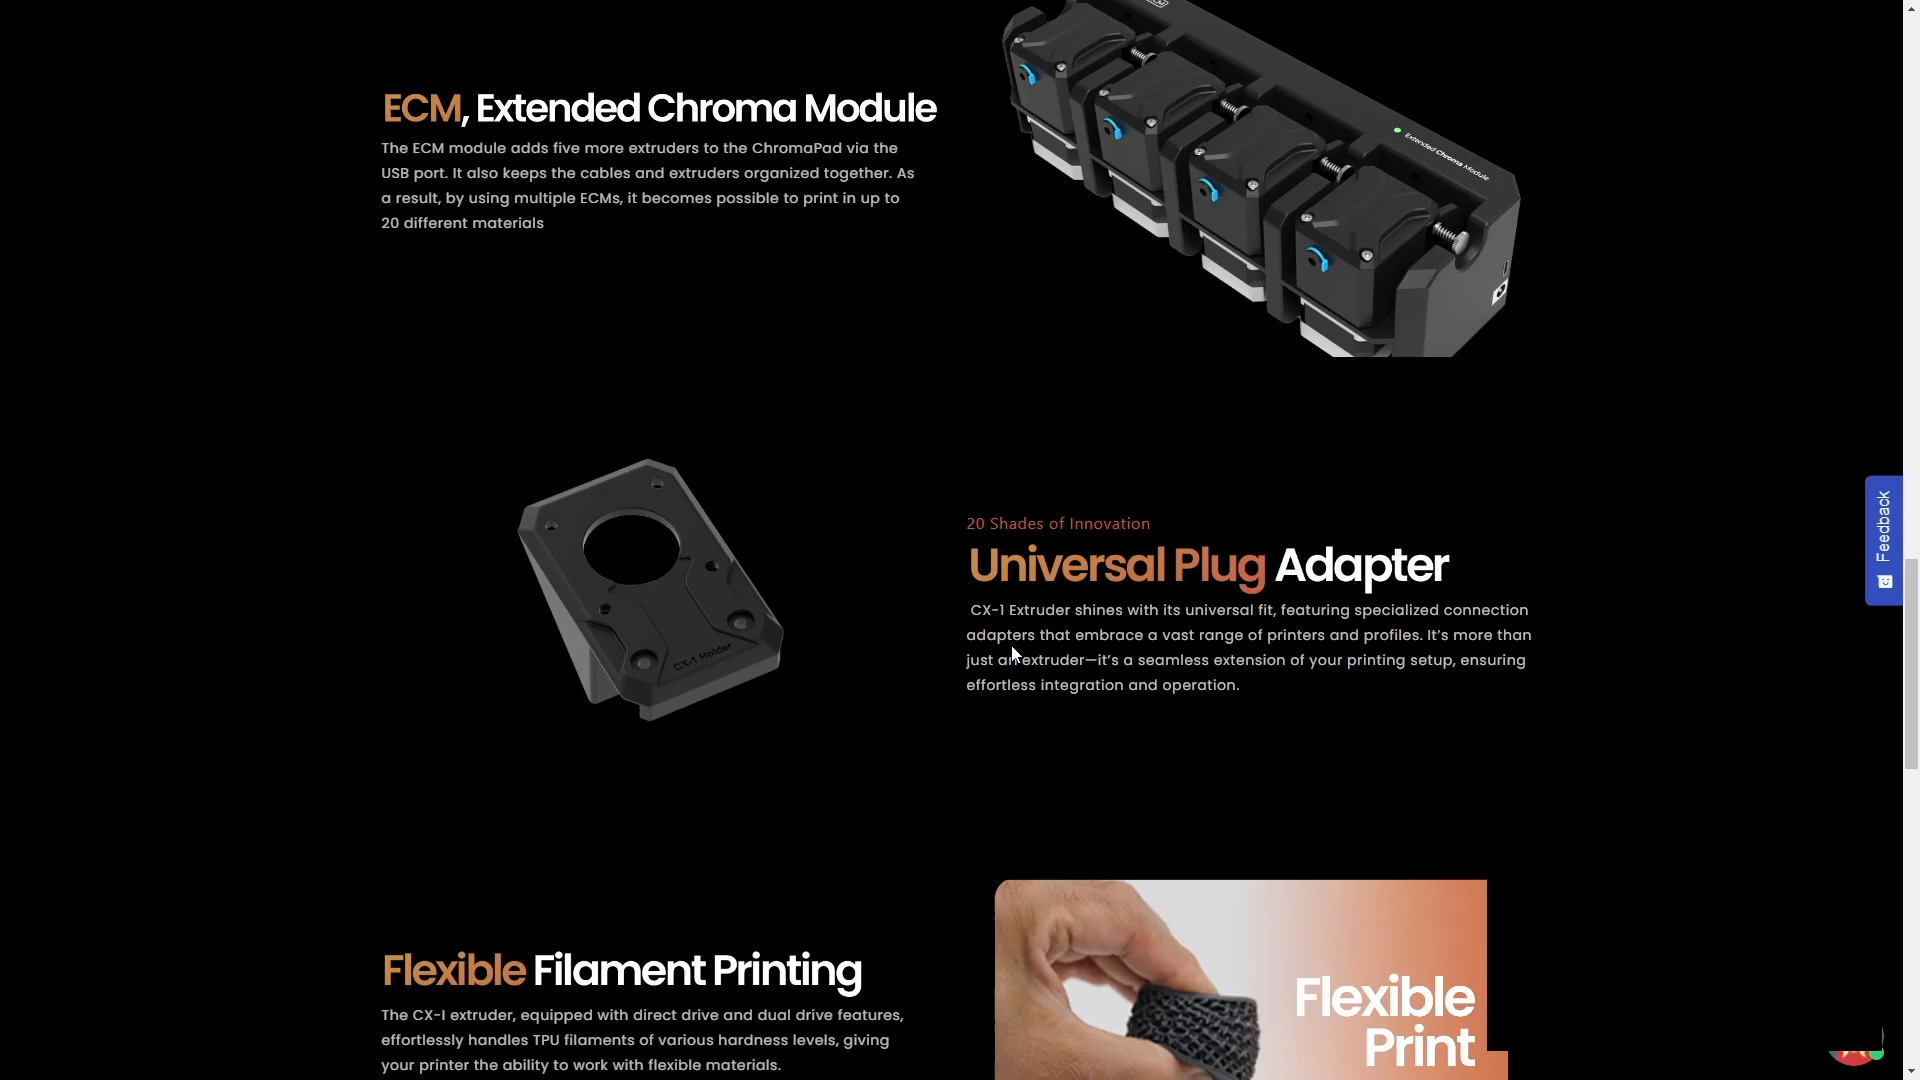 ECM, Extended Chroma Module
The ECM module adds five more extruders to the ChromaPad via the
USB port. It also keeps the cables and extruders organized together. As
a result, by using multiple ECMs, it becomes possible to print in up to
20 different materials
Extended Chroma Module
20 Shades of Innovation
Universal Plug Adapter
CX-1 Extruder shines with its universal fit, featuring specialized connection
adapters that embrace a vast range of printers and profiles. It’s more than
just an extruder—it’s a seamless extension of your printing setup, ensuring
effortless integration and operation.
CX-1 Holder
Feedback
Flexible Filament Printing
The CX-I extruder, equipped with direct drive and dual drive features,
effortlessly handles TPU filaments of various hardness levels, giving
your printer the ability to work with flexible materials.
Flexible
Print